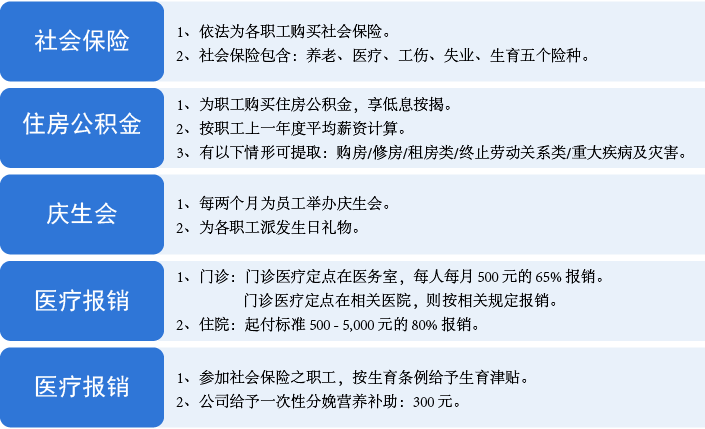 社会保险
1、依法为各职工购买社会保险。
2、社会保险包含：养老、医疗、工伤、失业、生育五个险种。
住房公积金
1、为职工购买住房公积金，享低息按揭。
2、按职工上一年度平均薪资计算。
3、有以下情形可提取：购房/修房/租房类/终止劳动关系类/重大疾病及灾害。
庆生会
1、每两个月为员工举办庆生会。
2、为各职工派发生日礼物。
医疗报销
1、门诊：门诊医疗定点在医务室，每人每月 500 元的 65% 报销。
门诊医疗定点在相关医院，则按相关规定报销。
2、住院：起付标准 500 - 5,000 元的 80% 报销。
医疗报销
1、参加社会保险之职工，按生育条例给予生育津贴。
2、公司给予一次性分娩营养补助：300 元。